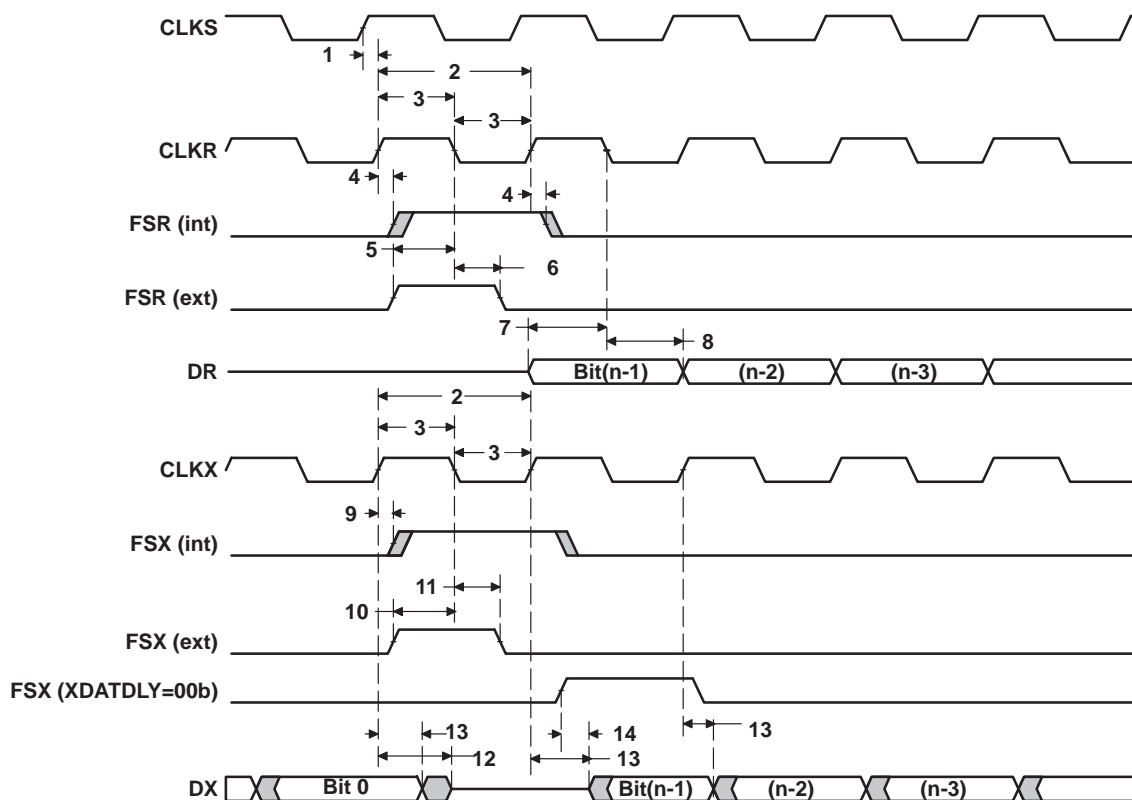 CLKS
1
2
3
3
CLKR
4
4
FSR (int)
5
6
FSR (ext)
7
8
DR
Bit(n-1)
(n-2)
(n-3)
2
3
3
CLKX
9
FSX (int)
11
10
FSX (ext)
FSX (XDATDLY=00b)
13
14
13
12
13
DX
Bit 0
Bit(n-1)
(n-2)
(n-3)